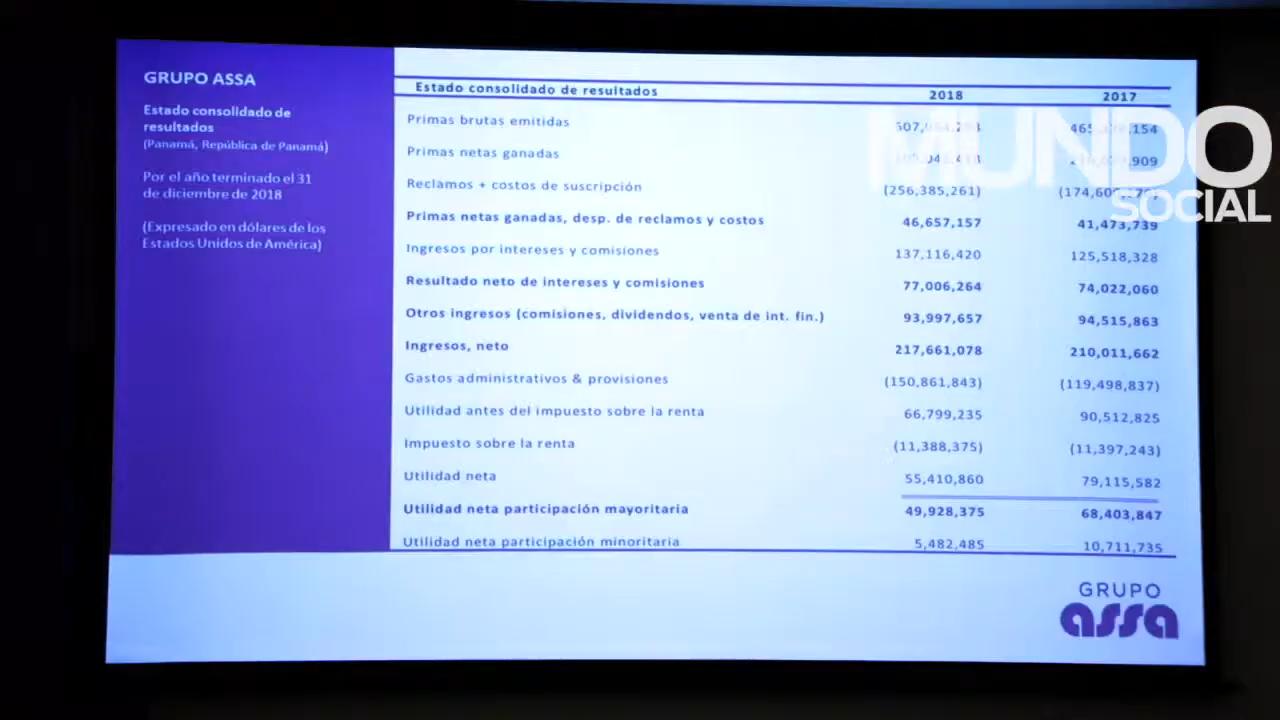 GRUPO ASSA
Estado consolidado de
resultados
(Panamá, República de Panamá)
Por el año terminado el 31
de diciembre de 2018
(Expresado en dólares de los
Estados Unidos de América)
Estado consolidado de resultados 2018 2017
Primas brutas emitidas
Primas netas ganadas
Reclamos + costos de suscripción (256,385,261)
Primas netas ganadas, desp. de reclamos y costos 46,657,157 41,473,739
Ingresos por intereses y comisiones 137,116,420 125,518,328
Resultado neto de intereses y comisiones 77,006,264 74,022,060
Otros ingresos (comisiones, dividendos, venta de int. fin.) 93,997,657 94,515,863
Ingresos, neto 217,661,078 210,011,662
Gastos administrativos & provisiones (150,861,843) (119,498,837)
Utilidad antes del impuesto sobre la renta 66,799,235 90,512,825
Impuesto sobre la renta (11,388,375) (11,397,243)
Utilidad neta 55,410,860 79,115,582
Utilidad neta participación mayoritaria 49,928,375 68,403,847
Utilidad neta participación minoritaria 5,482,485 10,711,735
MUNDO
SOCIAL
GRUPO
assa